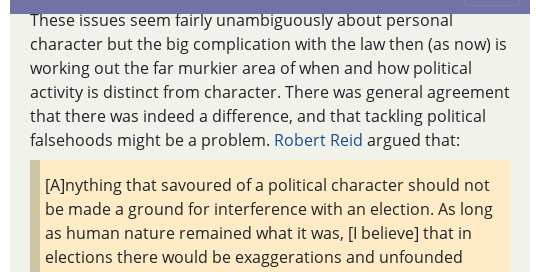 These issues seem fairly unambiguously about personal
character but the big complication with the law then (as now) is
working out the far murkier area of when and how political
activity is distinct from character. There was general agreement
that there was indeed a difference, and that tackling political
falsehoods might be a problem. Robert Reid argued that:
[A]nything that savoured of a political character should not
be made a ground for interference with an election. As long
as human nature remained what it was, [I believe] that in
elections there would be exaggerations and unfounded